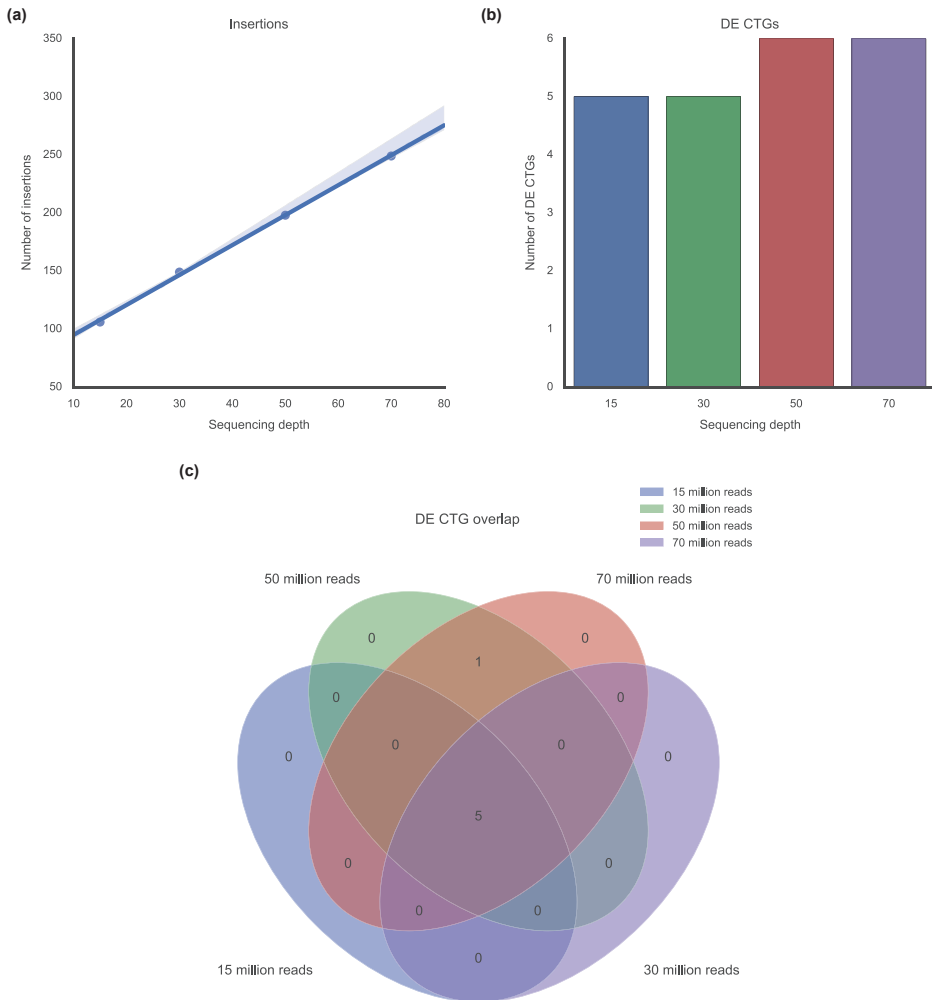 (a)
Insertions
350
300
250
200
150
100
50
Number of insertions
10 20 30 40 50 60 70 80
Sequencing depth
(b)
DE CTGs
6
5
4
3
2
1
0
Number of DE CTGs
15 30 50 70
Sequencing depth
(c)
DE CTG overlap
15 million reads
30 million reads
50 million reads
70 million reads
50 million reads 70 million reads
0 0
1
0 0
0 0
0 0
5
0 0
0 0
0
15 million reads 30 million reads